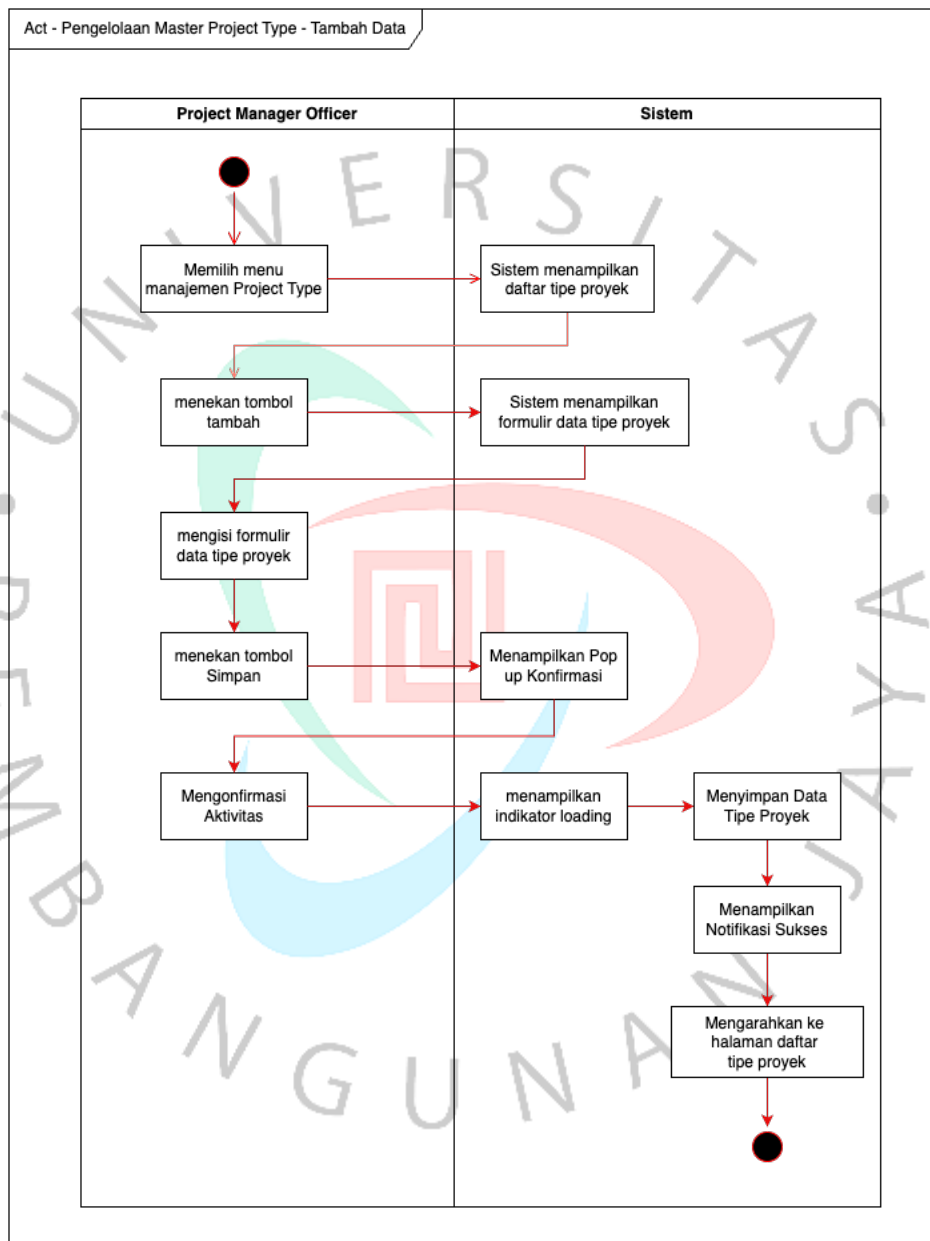 Act - Pengelolaan Master Project Type - Tambah Data
Project Manager Officer
Sistem
Memilih menu
manajemen Project Type
Sistem menampilkan
daftar tipe proyek
menekan tombol
tambah
Sistem menampilkan
formulir data tipe proyek
mengisi formulir
data tipe proyek
menekan tombol
Simpan
Menampilkan Pop
up Konfirmasi
Mengonfirmasi
Aktivitas
menampilkan
indikator loading
Menyimpan Data
Tipe Proyek
Menampilkan
Notifikasi Sukses
Mengarahkan ke
halaman daftar
tipe proyek
UNIVERSITAS
PEMBANGUNAN JAYA